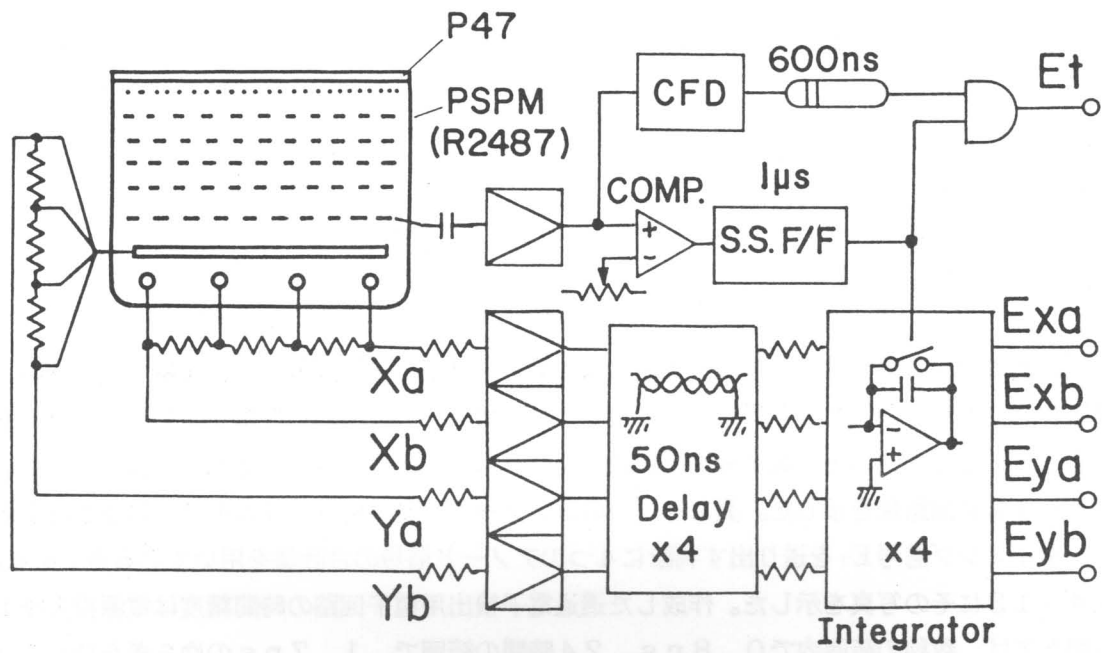 P47
PSPM
(R2487)
CFD
600ns
Et
COMP.
1μs
S.S. F/F
+
-
Xa
Xb
Ya
Yb
50ns
Delay
x4
-
+
x4
Integrator
Exa
Exb
Eya
Eyb